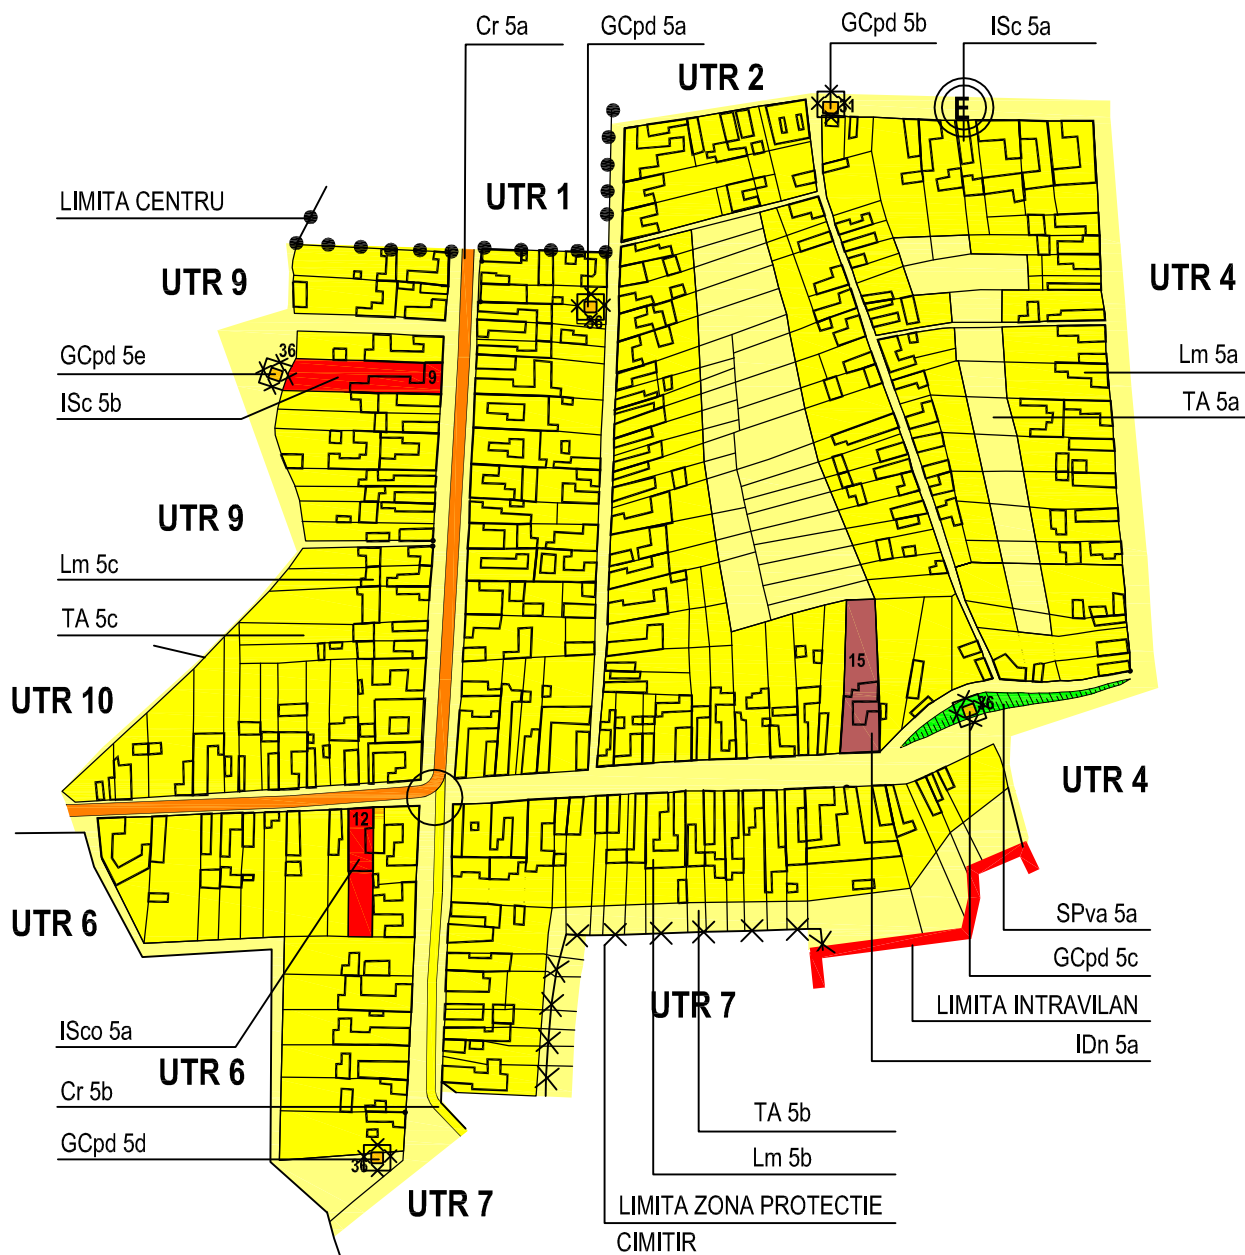 Cr 5a
GCpd 5a
GCpd 5b
ISc 5a
UTR 2
E
LIMITA CENTRU
UTR 1
UTR 9
UTR 4
36
GCpd 5e
36
Lm 5a
9
ISc 5b
TA 5a
UTR 9
Lm 5c
TA 5c
15
UTR 10
36
UTR 4
12
UTR 6
SPva 5a
GCpd 5c
UTR 7
LIMITA INTRAVILAN
ISco 5a
IDn 5a
UTR 6
Cr 5b
TA 5b
GCpd 5d
36
Lm 5b
UTR 7
LIMITA ZONA PROTECTIE
CIMITIR